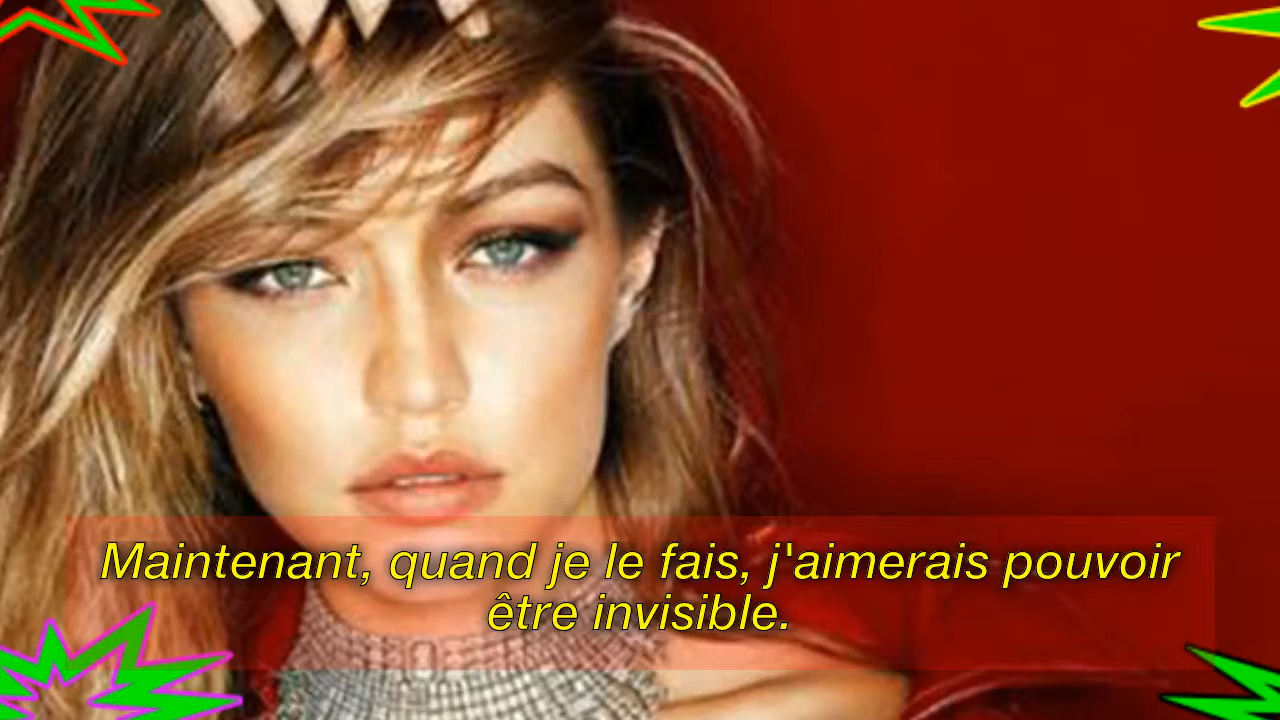 Maintenant, quand je le fais, j'aimerais pouvoir
être invisible.